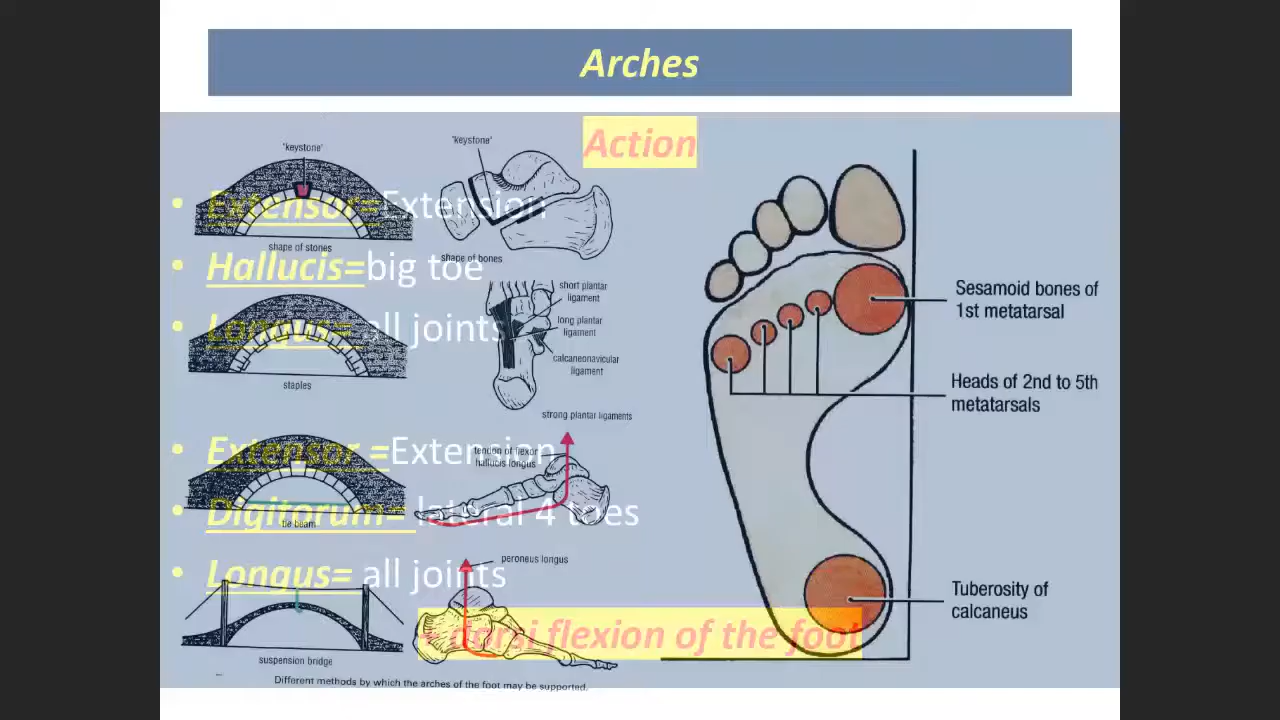 Arches
Action
'keystone'
'keystone'
• Extensor=Extension
shape of stones
shape of bones
• Hallucis=big toe
short plantar
ligament
• Longus= all joints
long plantar
ligament
calcaneonavicular
ligament
staples
strong plantar ligaments
• Extensor =Extension
tendon of flexor
hallucis longus
• Digitorum= lateral 4 toes
tie beam
peroneus longus
• Longus= all joints
+ dorsi flexion of the foot
suspension bridge
Different methods by which the arches of the foot may be supported.
Sesamoid bones of
1st metatarsal
Heads of 2nd to 5th
metatarsals
Tuberosity of
calcaneus